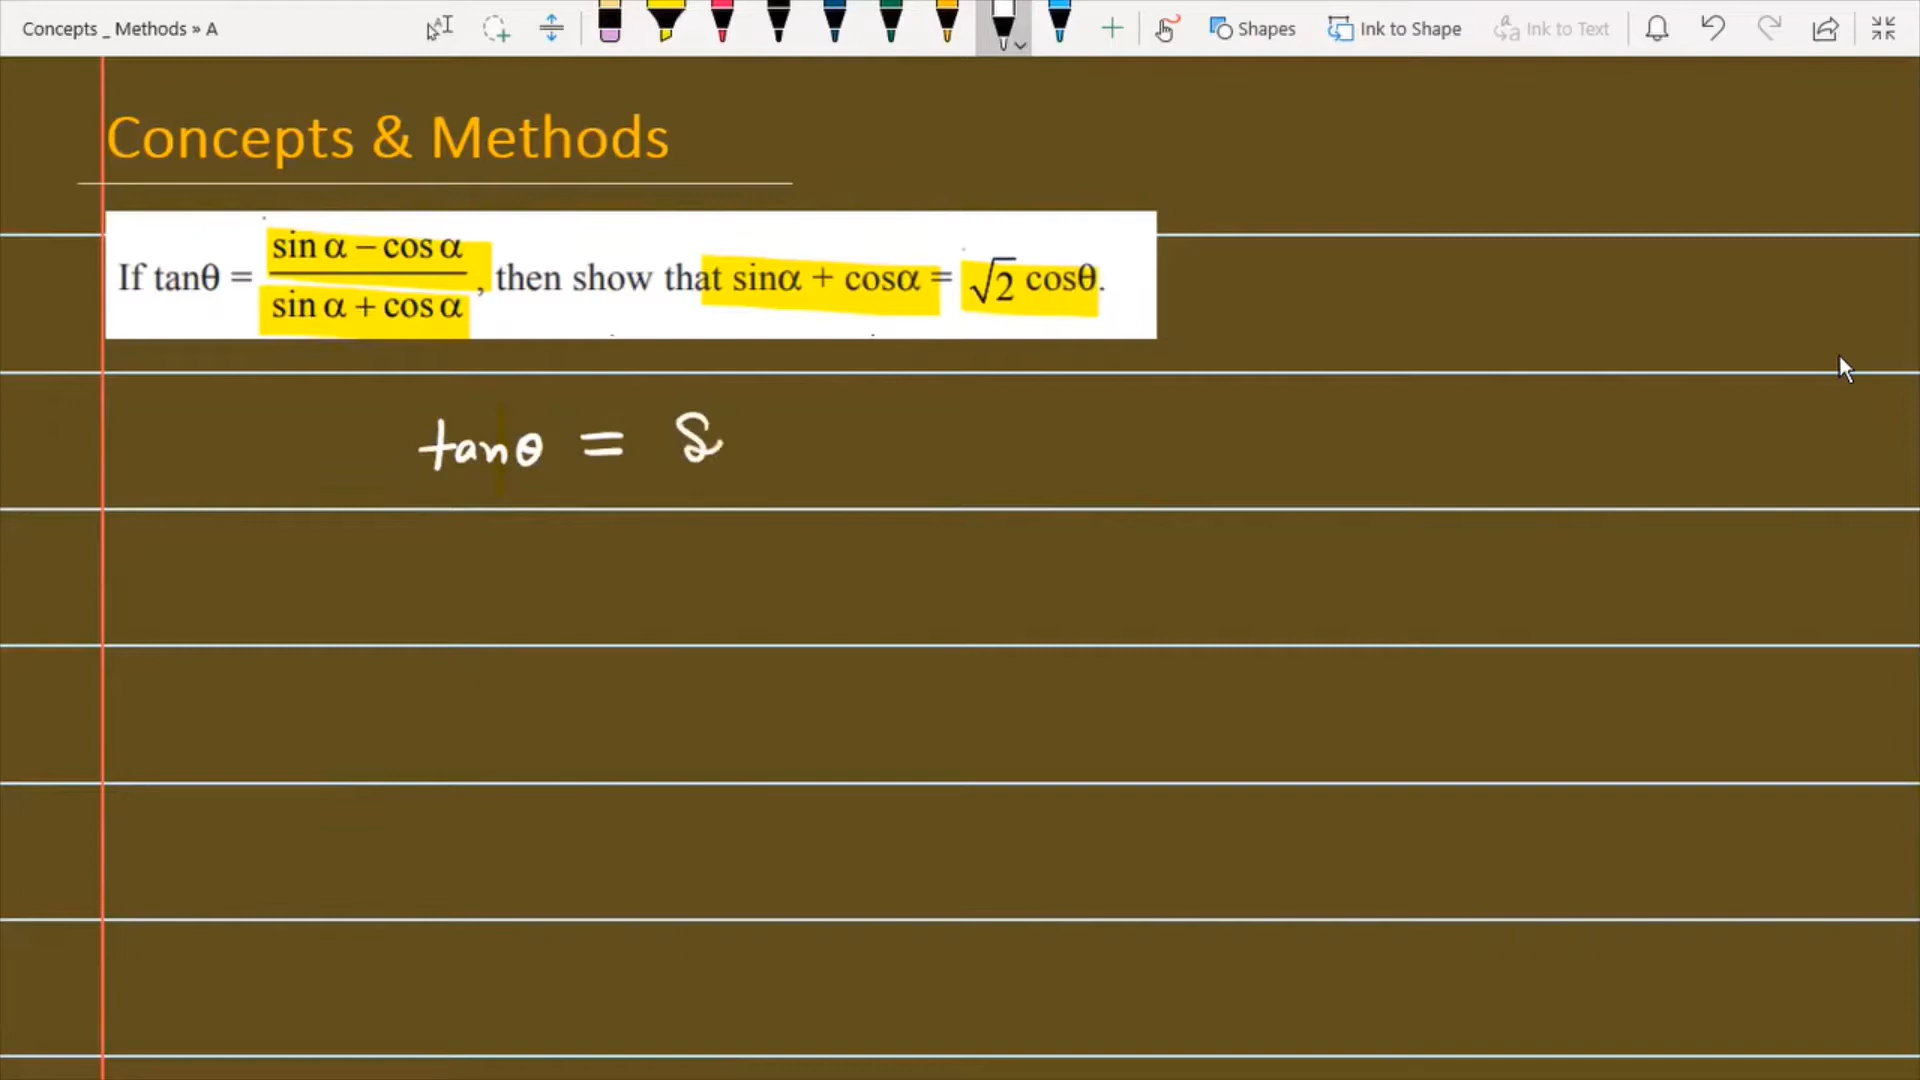 Concepts _ Methods » A
Shapes
Ink to Shape
Ink to Text
Concepts & Methods
If tanθ = (sin α – cos α)/(sin α + cos α), then show that sinα + cosα = √2 cosθ.
tanθ = S